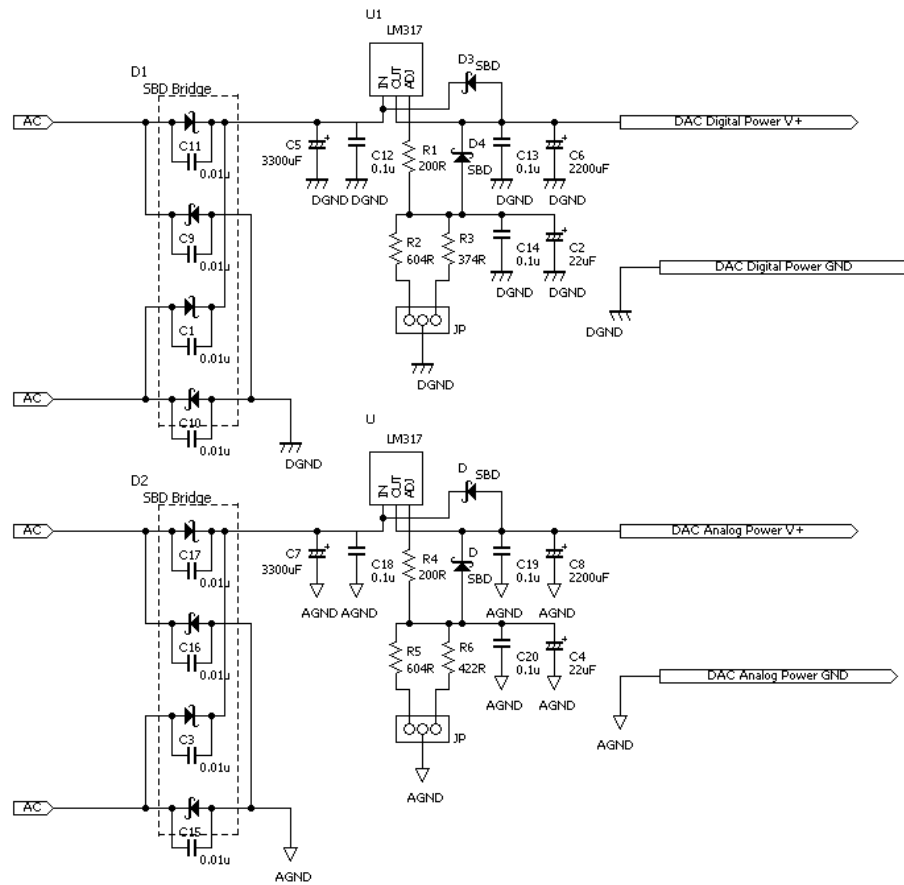 U1
LM317
IN
OUT
ADJ
D3
SBD
D1
SBD Bridge
AC
DAC Digital Power V+
C11
0.01u
C5
3300uF
C12
0.1u
R1
200R
D4
SBD
C13
0.1u
C6
2200uF
DGND
DGND
DGND
DGND
C9
0.01u
R2
604R
R3
374R
C14
0.1u
C2
22uF
DAC Digital Power GND
DGND
DGND
DGND
C1
0.01u
JP
DGND
AC
C10
0.01u
DGND
U
LM317
IN
OUT
ADJ
D
SBD
D2
SBD Bridge
AC
DAC Analog Power V+
C17
0.01u
C7
3300uF
C18
0.1u
R4
200R
D
SBD
C19
0.1u
C8
2200uF
AGND
AGND
AGND
AGND
C16
0.01u
R5
604R
R6
422R
C20
0.1u
C4
22uF
DAC Analog Power GND
AGND
AGND
AGND
C3
0.01u
JP
AGND
AC
C15
0.01u
AGND